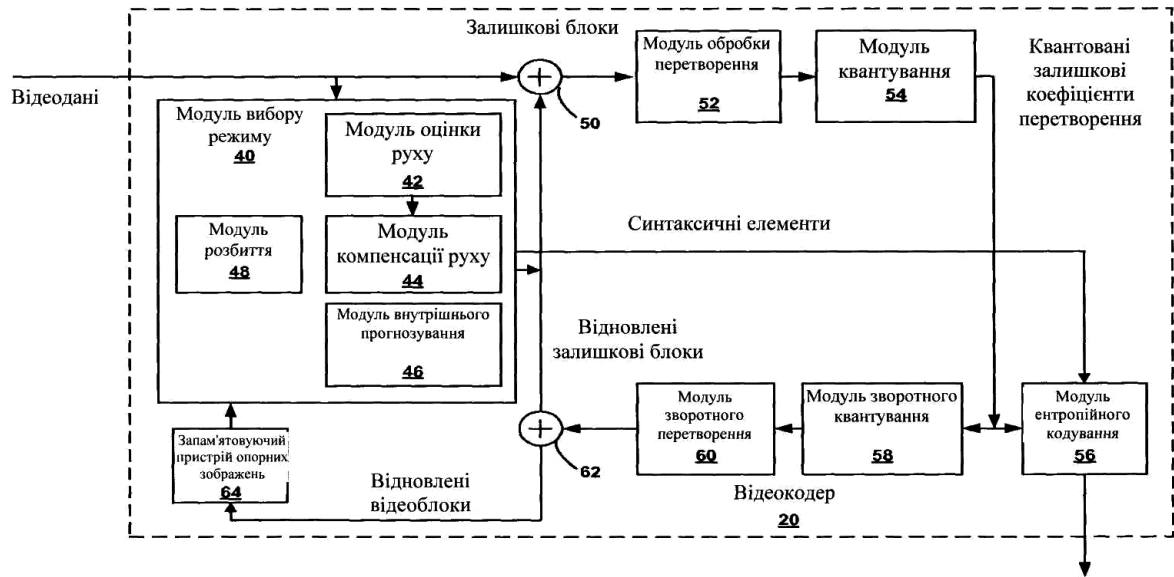 Залишкові блоки
Відеодані
50
Модуль обробки
перетворення
52
Модуль
квантування
54
Квантовані
залишкові
коефіцієнти
перетворення
Модуль вибору
режиму
40
Модуль оцінки
руху
42
Модуль
розбиття
48
Модуль
компенсації руху
44
Модуль внутрішнього
прогнозування
46
Синтаксичні елементи
Відновлені
залишкові блоки
Запам'ятовуючий
пристрій опорних
зображень
64
Відновлені
відеоблоки
62
Модуль
зворотного
перетворення
60
Модуль зворотного
квантування
58
Модуль
ентропійного
кодування
56
Відеокодер
20